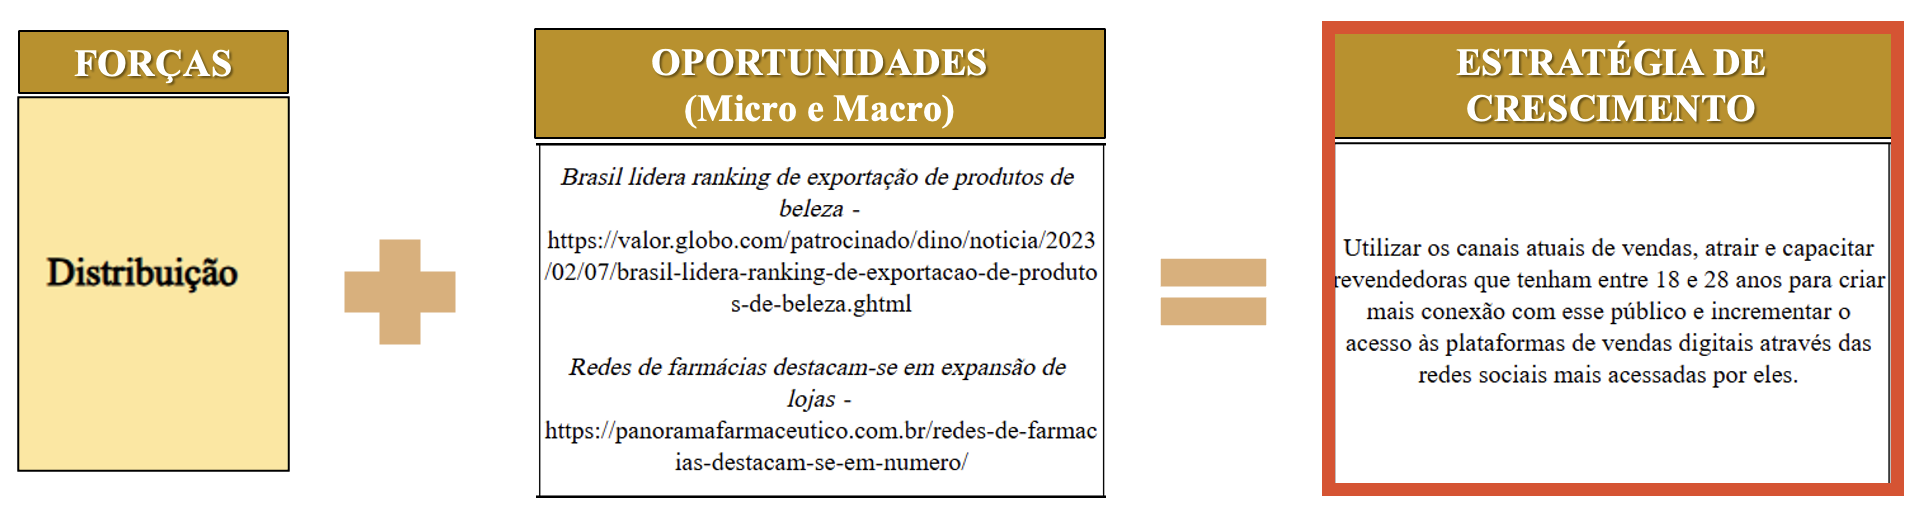 FORÇAS
Distribuição
OPORTUNIDADES
(Micro e Macro)
Brasil lidera ranking de exportação de produtos de
beleza -
https://valor.globo.com/patrocinado/dino/noticia/2023
/02/07/brasil-lidera-ranking-de-exportacao-de-produto
s-de-beleza.ghtml
Redes de farmácias destacam-se em expansão de
lojas -
https://panoramafarmaceutico.com.br/redes-de-farmac
ias-destacam-se-em-numero/
ESTRATÉGIA DE
CRESCIMENTO
Utilizar os canais atuais de vendas, atrair e capacitar
revendedoras que tenham entre 18 e 28 anos para criar
mais conexão com esse público e incrementar o
acesso às plataformas de vendas digitais através das
redes sociais mais acessadas por eles.